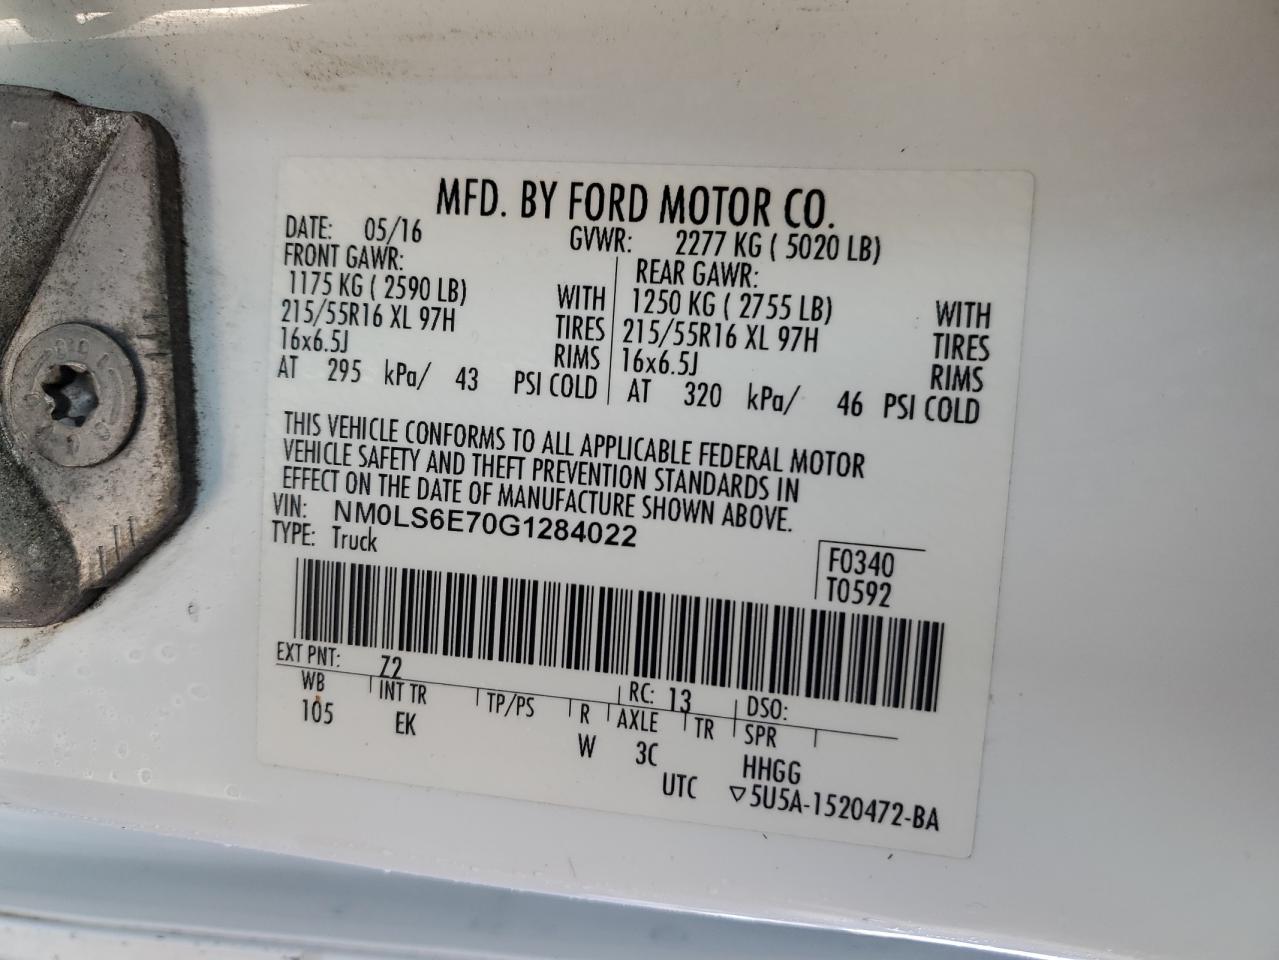 MFD. BY FORD MOTOR CO.
DATE: 05/16 GVWR: 2277 KG ( 5020 LB)
FRONT GAWR: REAR GAWR:
1175 KG ( 2590 LB) WITH 1250 KG ( 2755 LB) WITH
215/55R16 XL 97H TIRES 215/55R16 XL 97H TIRES
16x6.5J RIMS 16x6.5J RIMS
AT 295 kPa/ 43 PSI COLD AT 320 kPa/ 46 PSI COLD
THIS VEHICLE CONFORMS TO ALL APPLICABLE FEDERAL MOTOR
VEHICLE SAFETY AND THEFT PREVENTION STANDARDS IN
EFFECT ON THE DATE OF MANUFACTURE SHOWN ABOVE.
VIN: NM0LS6E70G1284022
TYPE: Truck
F0340
T0592
EXT PNT: Z2 RC: 13 DSO:
WB INT TR TP/PS R AXLE TR SPR
105 EK W 3C HHGG
UTC ▽5U5A-1520472-BA